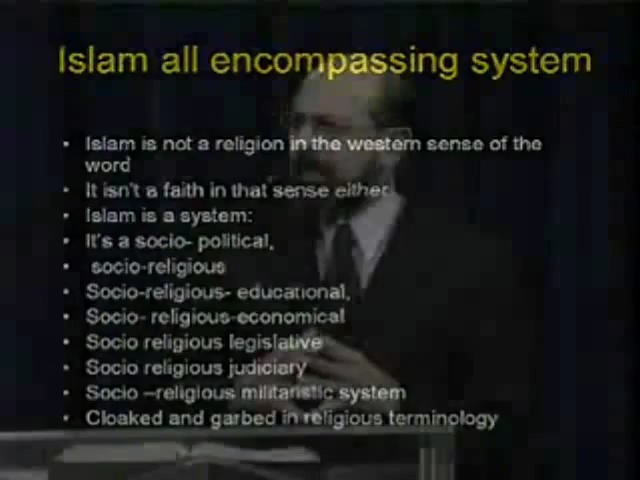 Islam all encompassing system
• Islam is not a religion in the western sense of the
word
• It isn't a faith in that sense either.
• Islam is a system:
• It's a socio- political,
• socio-religious
• Socio-religious- educational,
• Socio- religious-economical
• Socio religious legislative
• Socio religious judiciary
• Socio –religious militaristic system
• Cloaked and garbed in religious terminology